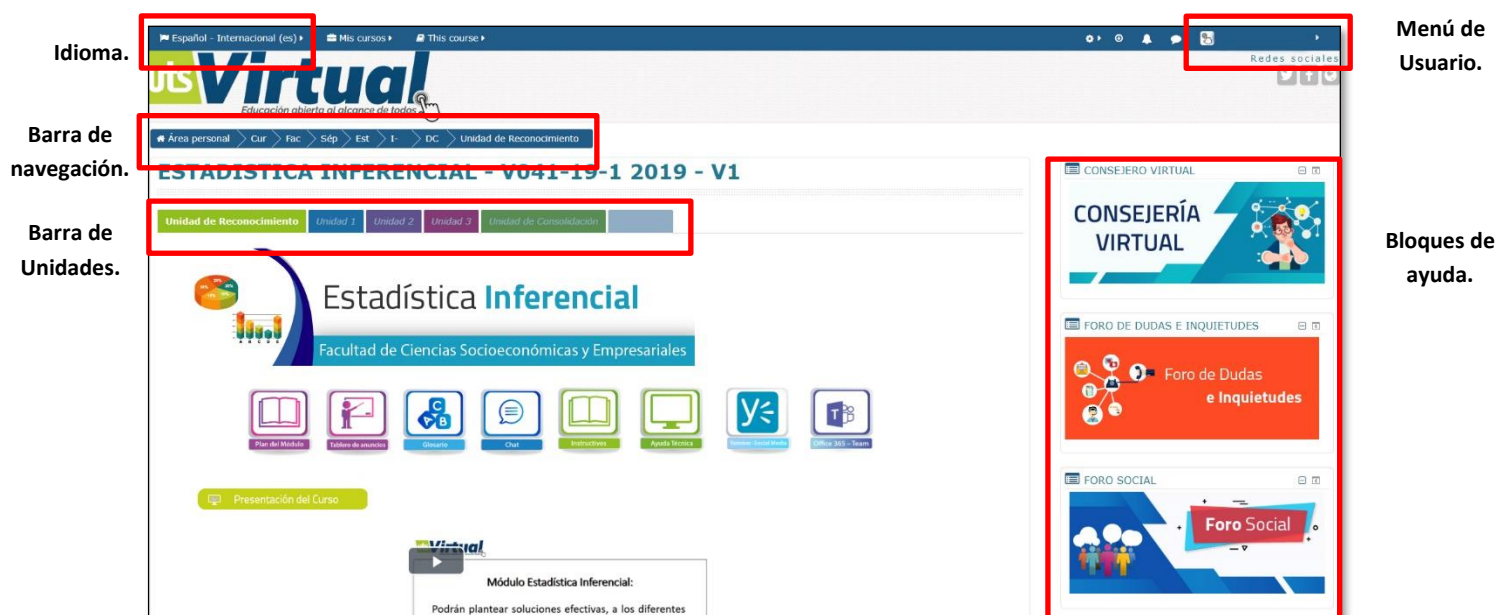 Idioma.
Barra de
navegación.
Barra de
Unidades.
Menú de
Usuario.
Bloques de
ayuda.
Español - Internacional (es)
Mis cursos
This course
Redes sociales
uts Virtual
Educación abierta al alcance de todos
Área personal Cur Fac Sép Est I- DC Unidad de Reconocimiento
ESTADISTICA INFERENCIAL - V041-19-1 2019 - V1
Unidad de Reconocimiento Unidad 1 Unidad 2 Unidad 3 Unidad de Consolidación
Estadística Inferencial
Facultad de Ciencias Socioeconómicas y Empresariales
Plan del Módulo
Tablero de anuncios
Glosario
Chat
Instructivos
Ayuda Técnica
Office 365 - Team
Presentación del Curso
Virtual
Módulo Estadística Inferencial:
Podrán plantear soluciones efectivas, a los diferentes
CONSEJERO VIRTUAL
CONSEJERÍA
VIRTUAL
FORO DE DUDAS E INQUIETUDES
Foro de Dudas
e Inquietudes
FORO SOCIAL
Foro Social